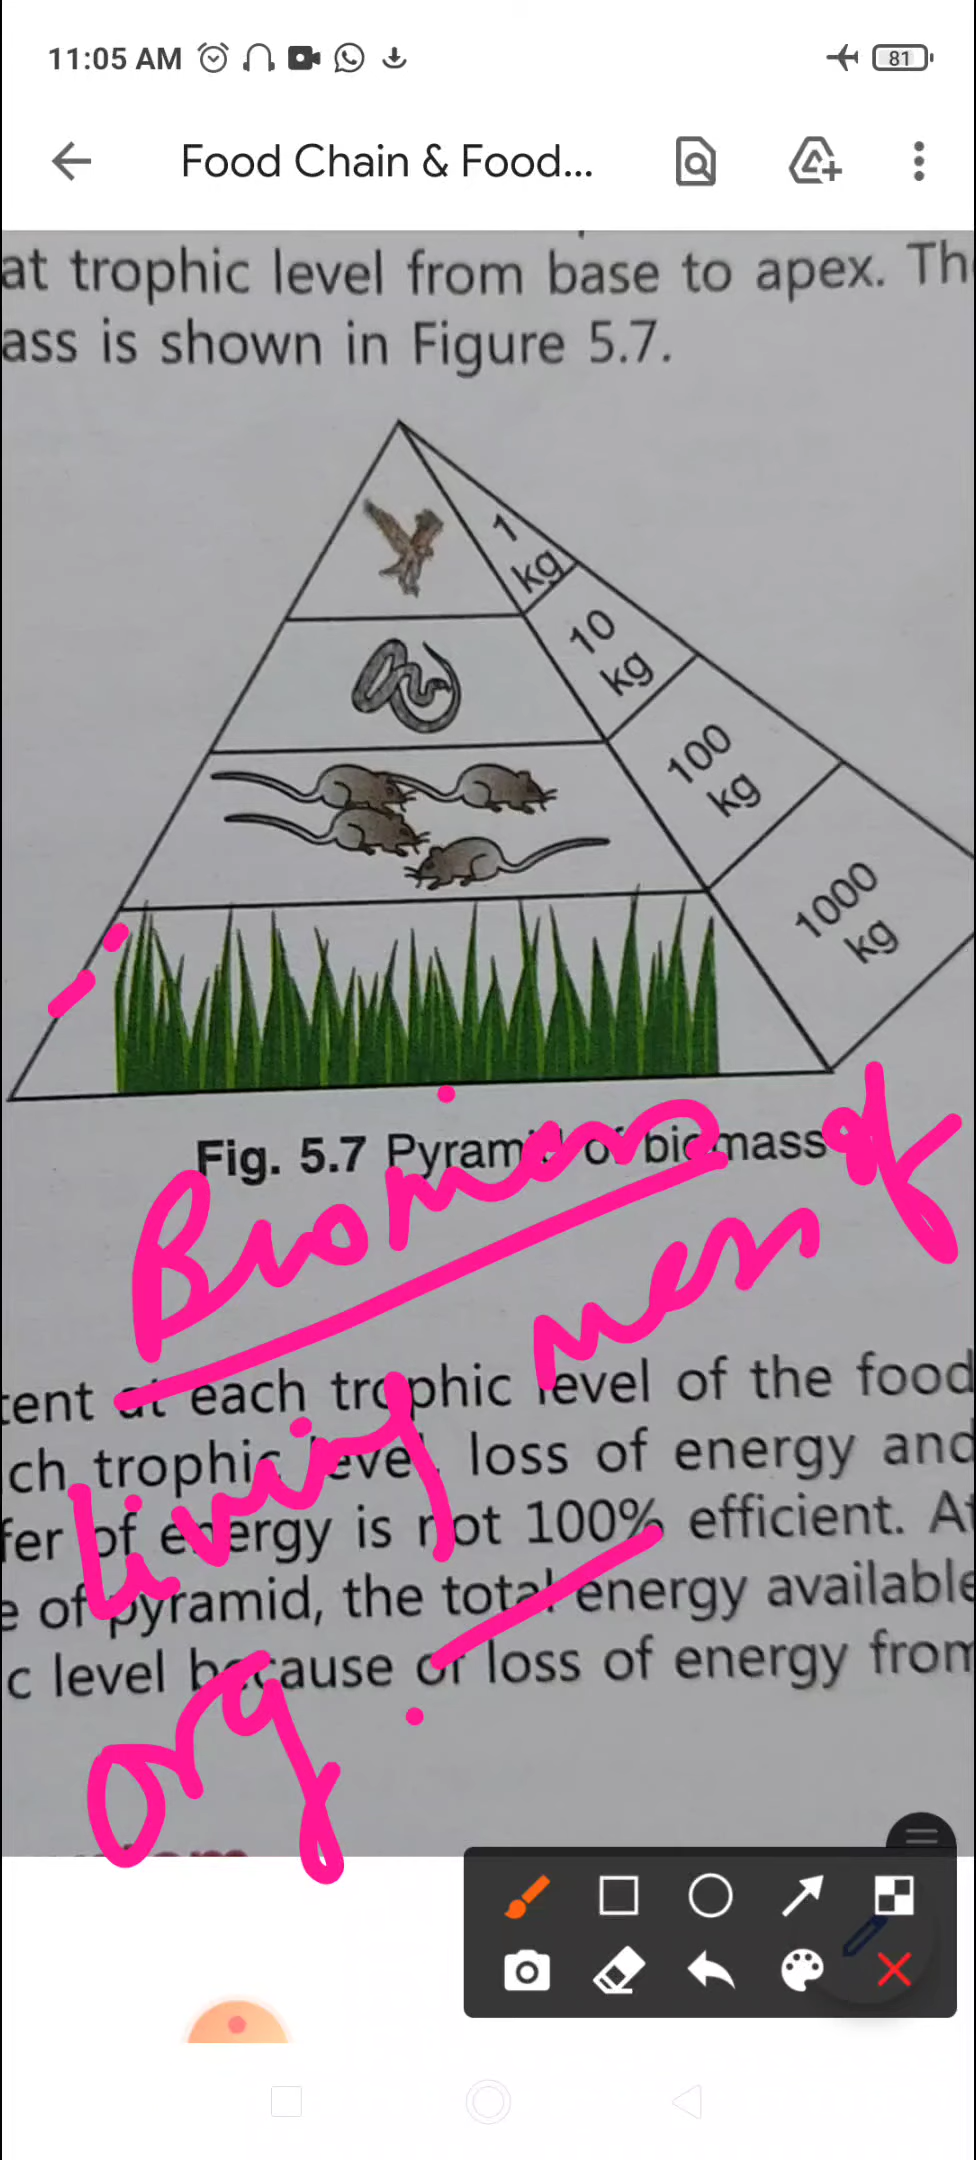 11:05 AM
81
Food Chain & Food...
at trophic level from base to apex. Th
ass is shown in Figure 5.7.
1
kg
10
kg
100
kg
1000
kg
Fig. 5.7 Pyramid of biomass
Biomass
mass of
living
org.
tent at each trophic level of the food
ch trophic level, loss of energy and
fer of energy is not 100% efficient. At
e of pyramid, the total energy available
c level because of loss of energy from